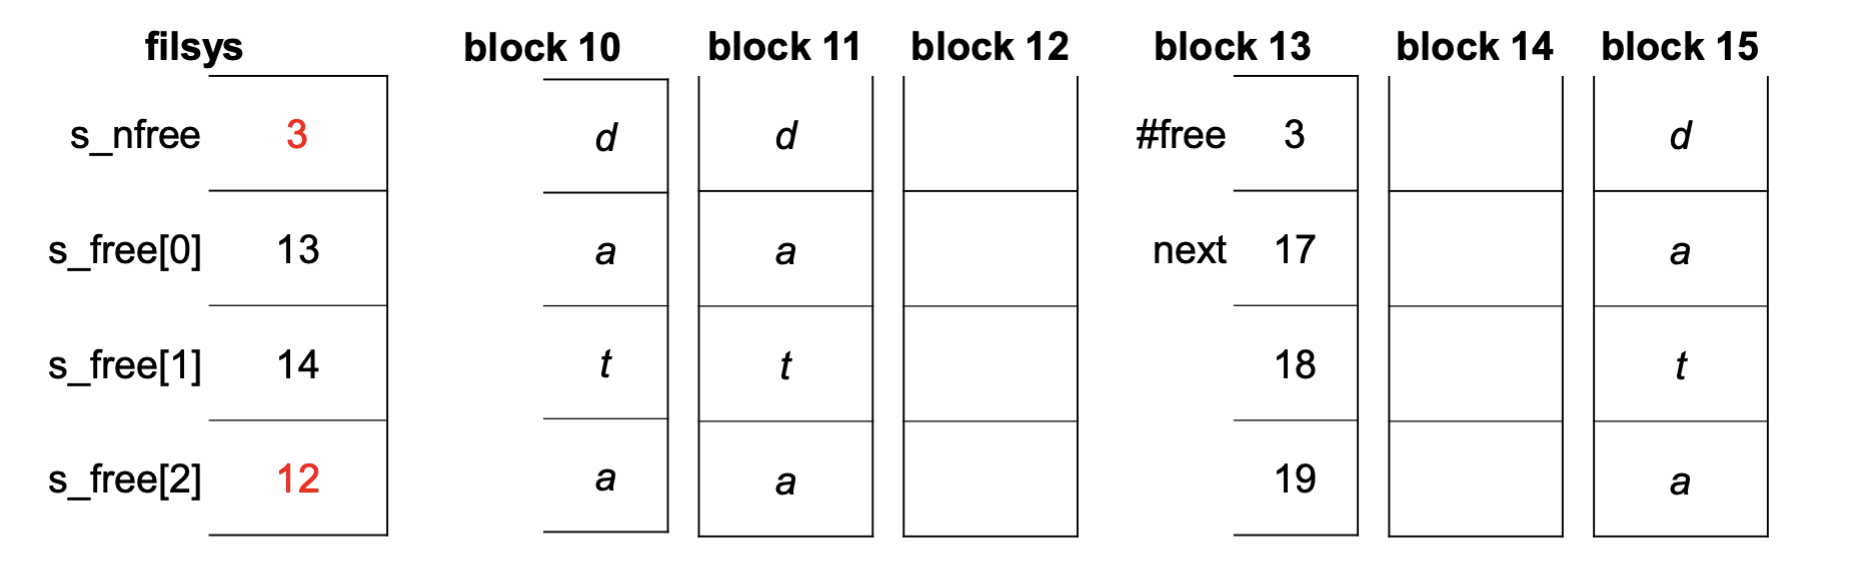 filsys block 10 block 11 block 12 block 13 block 14 block 15
s_nfree 3 d d #free 3 d
s_free[0] 13 a a next 17 a
s_free[1] 14 t t 18 t
s_free[2] 12 a a 19 a